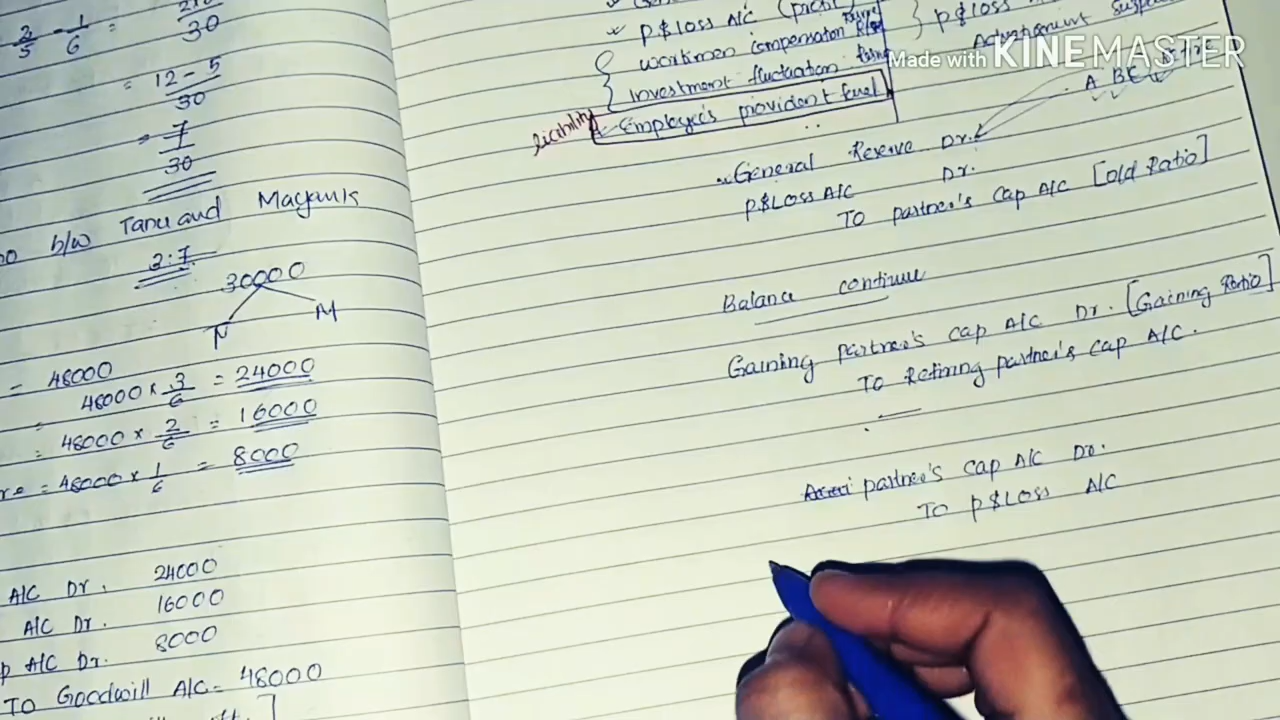 3/5 - 1/6 =
30
= 12 - 5
30
= 7
30
b/w Tanu and Mayank
2:7
30000
N M
= 48000
= 48000 × 3/6 = 24000
= 48000 × 2/6 = 16000
= 48000 × 1/6 = 8000
A/C Dr. 24000
A/C Dr. 16000
A/C Dr. 8000
TO Goodwill A/C = 48000
P$LOSS A/C (profit)
workmen compensation
Investment fluctuation
liability
Employee's provident fund
P$LOSS
Advertisement
Made with KINEMASTER
A B C
General Reserve Dr.
P$LOSS A/C Dr.
TO partner's Cap A/C [Old Ratio]
Balance continue
Gaining partner's Cap A/C Dr. [Gaining Ratio]
TO Retiring partner's Cap A/C.
partner's Cap A/C Dr.
TO P$LOSS A/C